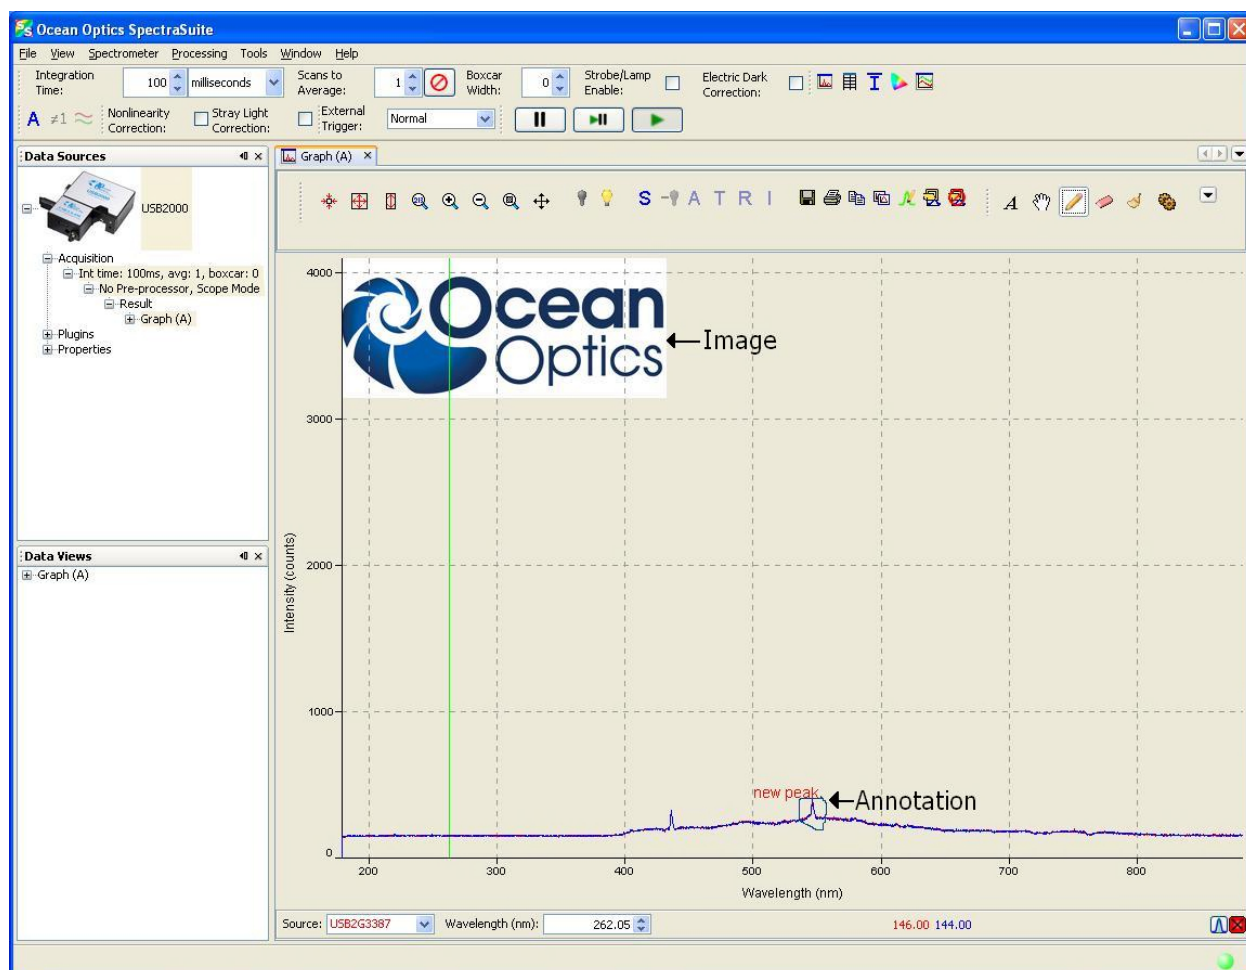 Ocean Optics SpectraSuite
File View Spectrometer Processing Tools Window Help
Integration Time: 100 milliseconds Scans to Average: 1 Boxcar Width: 0 Strobe/Lamp Enable: Electric Dark Correction:
A ≠1 Nonlinearity Correction: Stray Light Correction: External Trigger: Normal
Data Sources
Graph (A)
USB2000
S A T R I A
Acquisition
Int time: 100ms, avg: 1, boxcar: 0
No Pre-processor, Scope Mode
Result
Graph (A)
Plugins
Properties
4000
Ocean
Optics
Image
3000
Data Views
Graph (A)
2000
Intensity (counts)
1000
new peak
Annotation
0
200 300 400 500 600 700 800
Wavelength (nm)
Source: USB2G3387 Wavelength (nm): 262.05 146.00 144.00